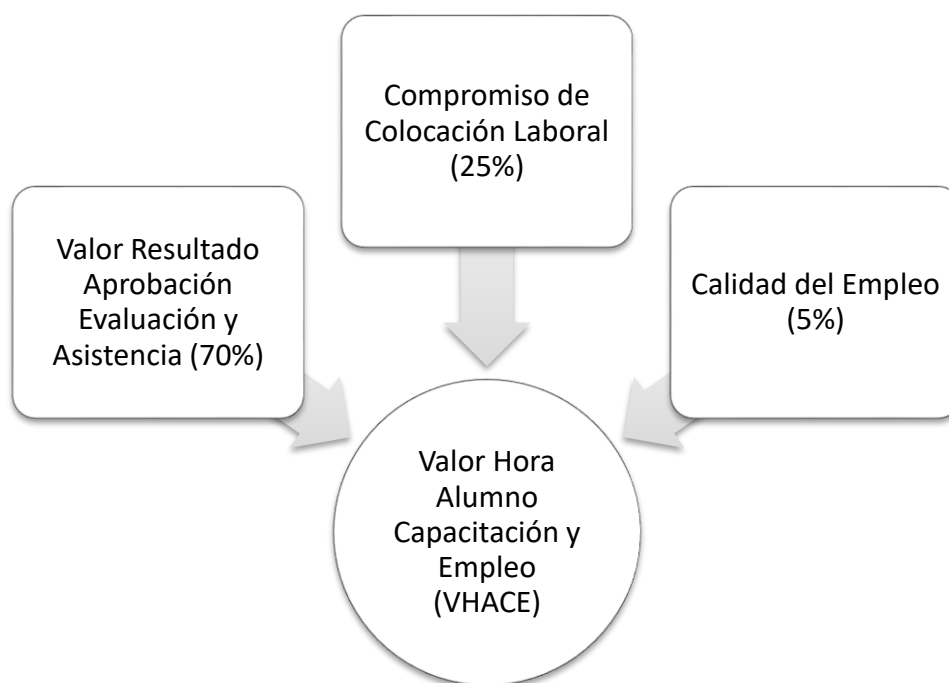 Compromiso de
Colocación Laboral
(25%)
Valor Resultado
Aprobación
Evaluación y
Asistencia (70%)
Calidad del Empleo
(5%)
Valor Hora
Alumno
Capacitación y
Empleo
(VHACE)